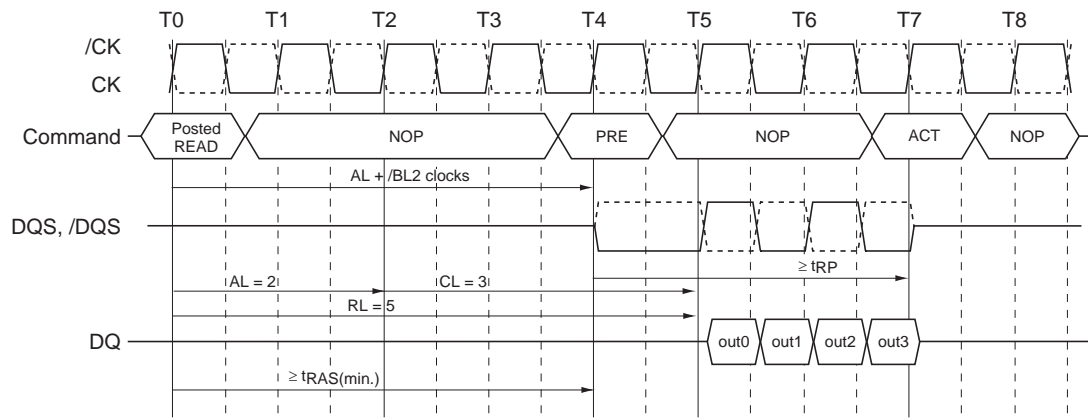 T0 T1 T2 T3 T4 T5 T6 T7 T8
/CK
CK
Command
Posted
READ
NOP
PRE
NOP
ACT
NOP
AL + /BL2 clocks
DQS, /DQS
≥ tRP
AL = 2
CL = 3
RL = 5
DQ
out0 out1 out2 out3
≥ tRAS(min.)